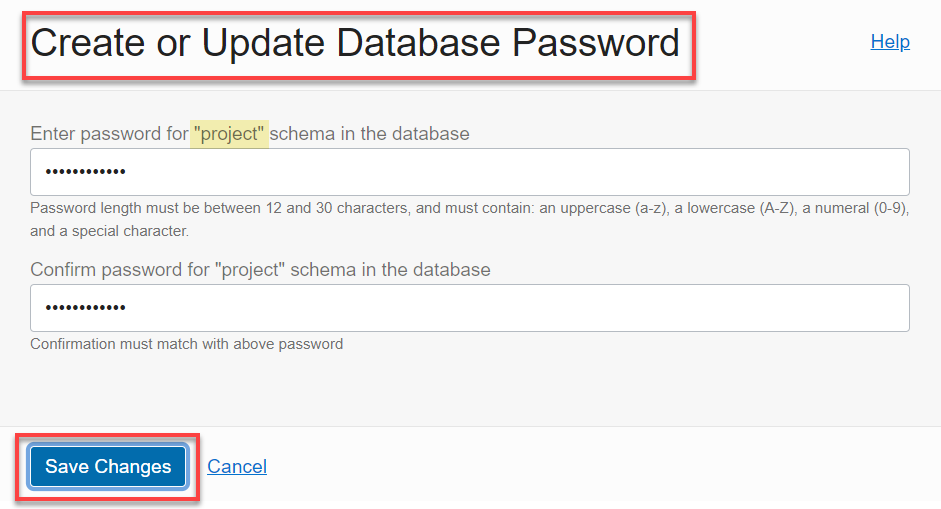 Create or Update Database Password
Help
Enter password for "project" schema in the database
••••••••••••
Password length must be between 12 and 30 characters, and must contain: an uppercase (a-z), a lowercase (A-Z), a numeral (0-9),
and a special character.
Confirm password for "project" schema in the database
••••••••••••
Confirmation must match with above password
Save Changes
Cancel